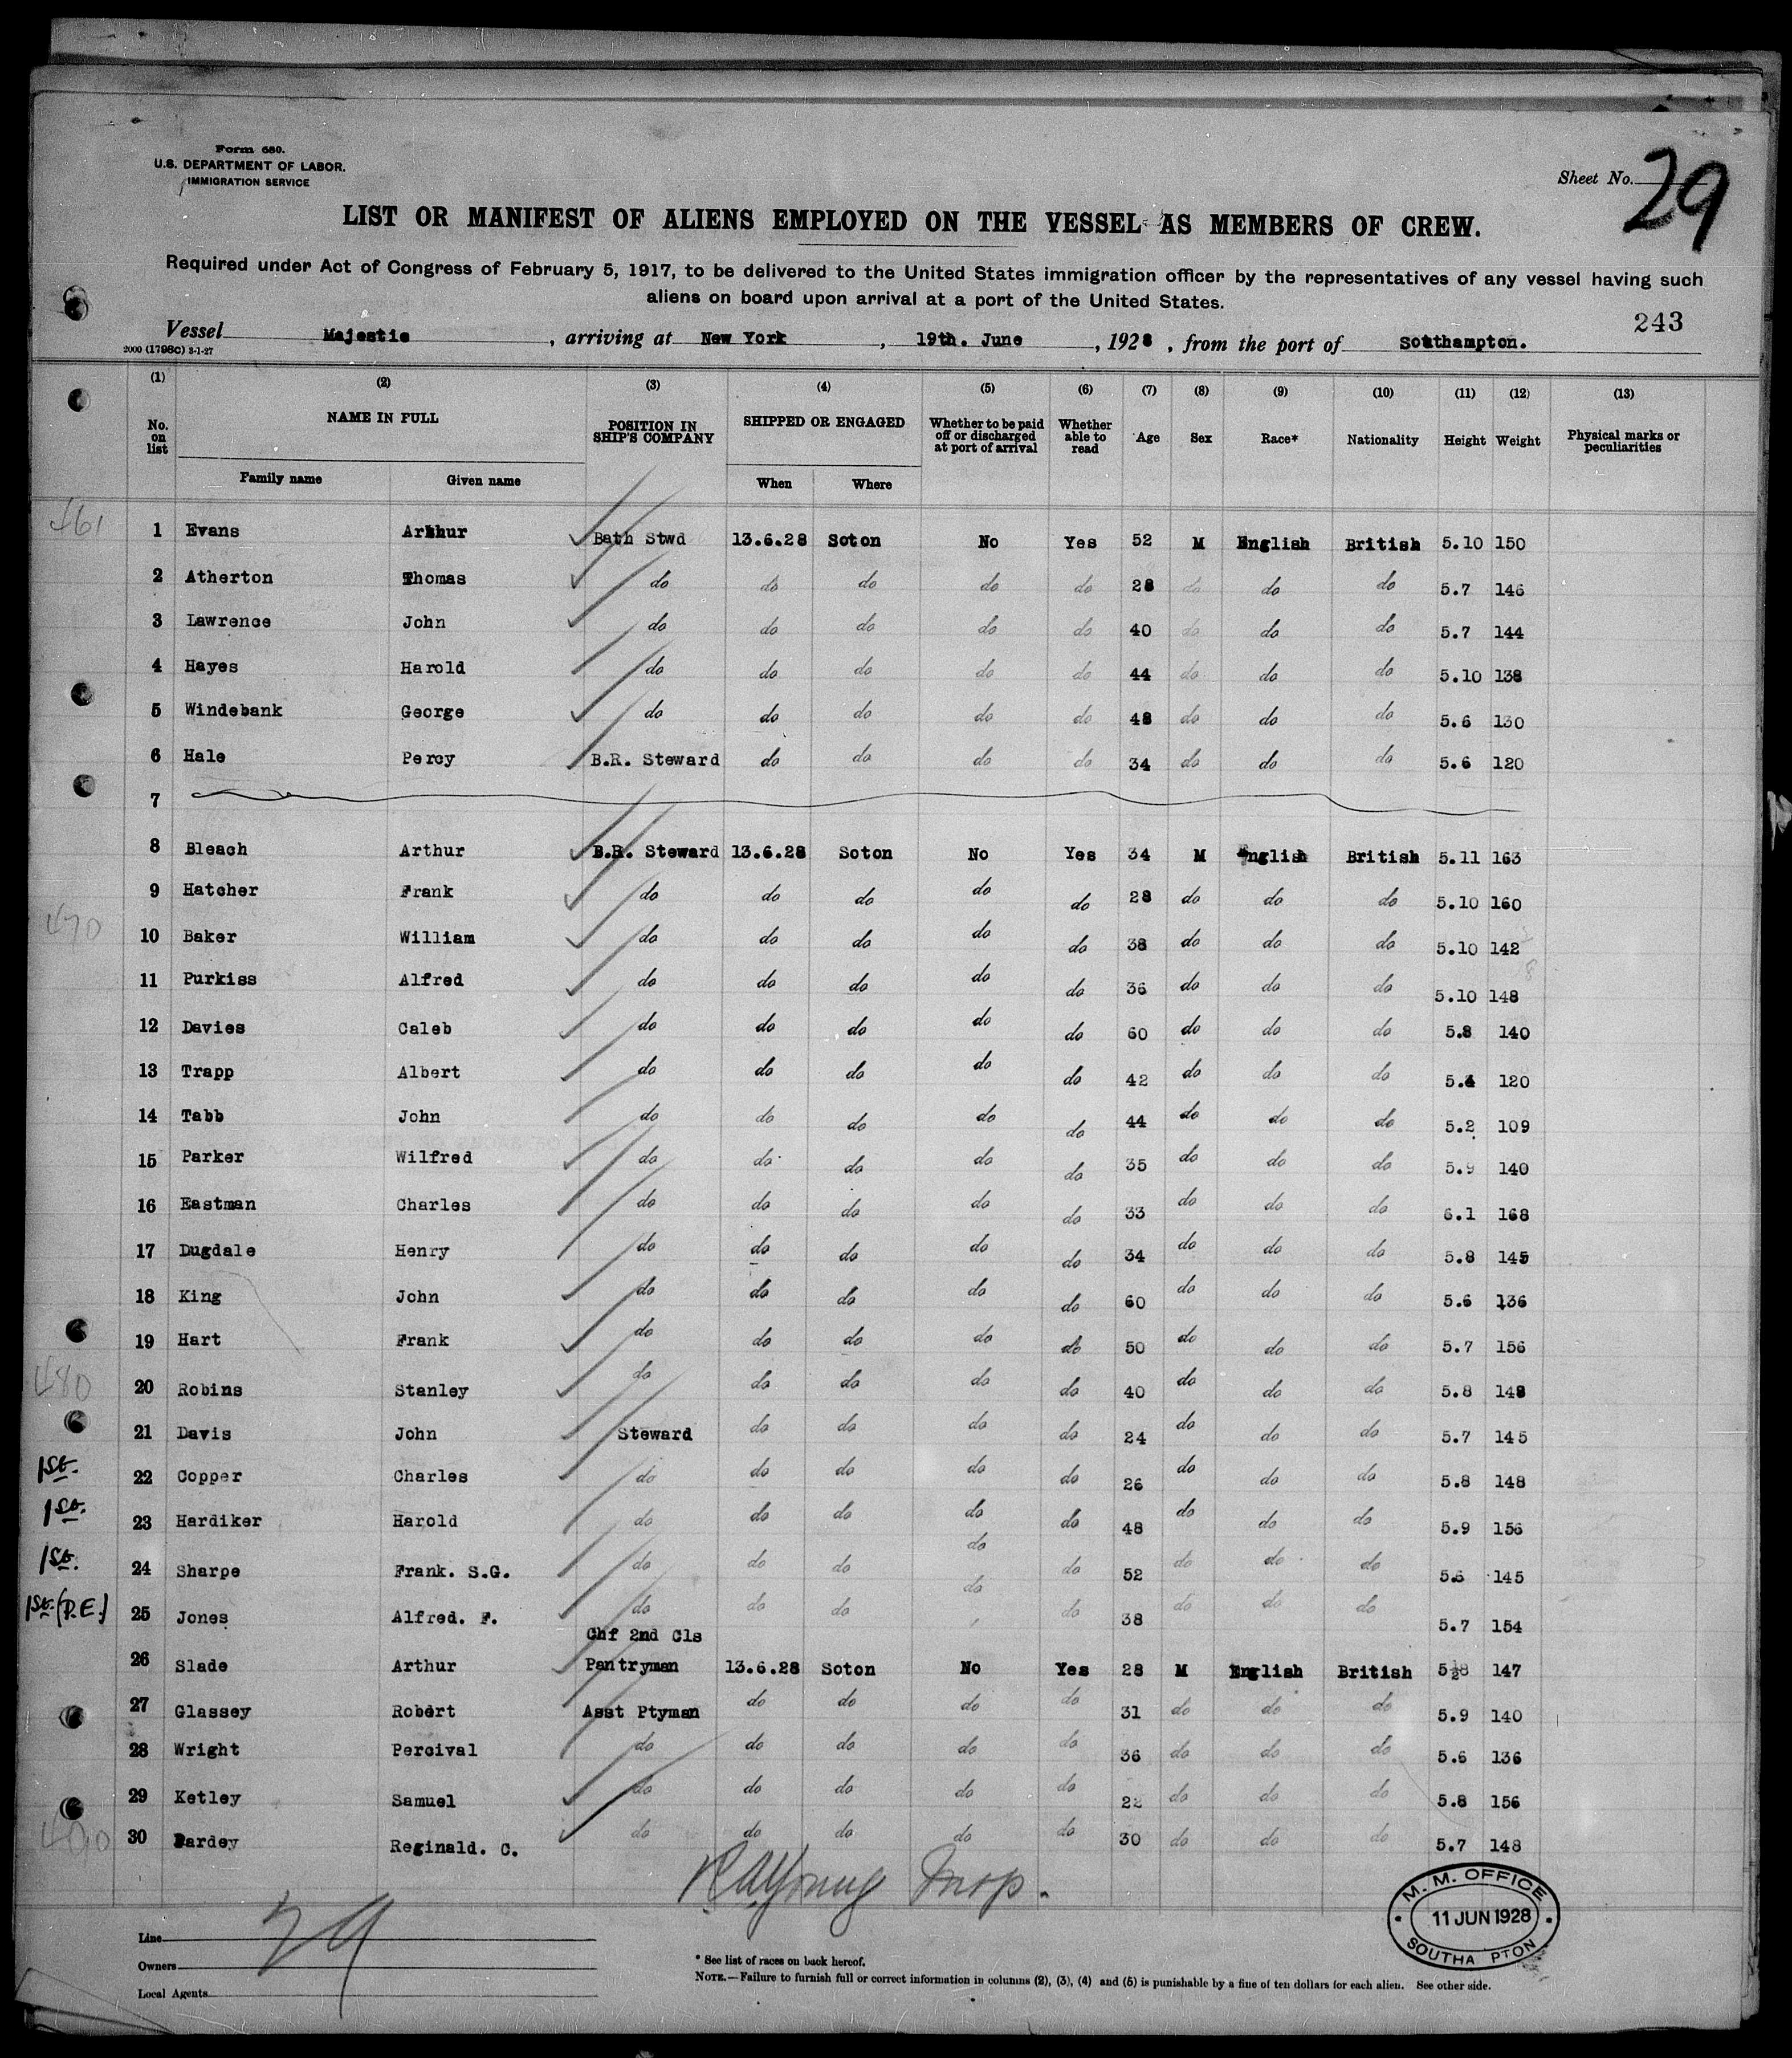 Form 680.
U.S. DEPARTMENT OF LABOR.
IMMIGRATION SERVICE
Sheet No. 29
LIST OR MANIFEST OF ALIENS EMPLOYED ON THE VESSEL AS MEMBERS OF CREW.
Required under Act of Congress of February 5, 1917, to be delivered to the United States immigration officer by the representatives of any vessel having such
aliens on board upon arrival at a port of the United States.
243
Vessel Majestic, arriving at New York, 19th. June, 1928, from the port of Southampton.
2000 (1798c) 3-1-27
(1) (2) (3) (4) (5) (6) (7) (8) (9) (10) (11) (12) (13)
No. on list NAME IN FULL Family name Given name POSITION IN SHIP'S COMPANY SHIPPED OR ENGAGED When Where Whether to be paid off or discharged at port of arrival Whether able to read Age Sex Race* Nationality Height Weight Physical marks or peculiarities
461 1 Evans Arthur Bath Stwd 13.6.28 Soton No Yes 52 M English British 5.10 150
2 Atherton Thomas do do do do do 28 do do do 5.7 146
3 Lawrence John do do do do do 40 do do do 5.7 144
4 Hayes Harold do do do do do 44 do do do 5.10 138
5 Windebank George do do do do do 48 do do do 5.6 130
6 Hale Percy B.R. Steward do do do do 34 do do do 5.6 120
7
8 Bleach Arthur B.R. Steward 13.6.28 Soton No Yes 34 M English British 5.11 163
9 Hatcher Frank do do do do do 28 do do do 5.10 160
470 10 Baker William do do do do do 38 do do do 5.10 142
11 Purkiss Alfred do do do do do 36 do do do 5.10 148
12 Davies Caleb do do do do do 60 do do do 5.8 140
13 Trapp Albert do do do do do 42 do do do 5.4 120
14 Tabb John do do do do do 44 do do do 5.2 109
15 Parker Wilfred do do do do do 35 do do do 5.9 140
16 Eastman Charles do do do do do 33 do do do 6.1 168
17 Dugdale Henry do do do do do 34 do do do 5.8 145
18 King John do do do do do 60 do do do 5.6 136
19 Hart Frank do do do do do 50 do do do 5.7 156
480 20 Robins Stanley do do do do do 40 do do do 5.8 148
21 Davis John Steward do do do do 24 do do do 5.7 145
1st. 22 Copper Charles do do do do do 26 do do do 5.8 148
1st. 23 Hardiker Harold do do do do do 48 do do do 5.9 156
1st. 24 Sharpe Frank. S.G. do do do do do 52 do do do 5.6 145
1st. (P.E.) 25 Jones Alfred. F. do do do do do 38 do do do 5.7 154
26 Slade Arthur Chf 2nd Cls Pantryman 13.6.28 Soton No Yes 28 M English British 147
27 Glassey Robert Asst Ptyman do do do do 31 do do do 5.9 140
28 Wright Percival do do do do do 36 do do do 5.6 136
29 Ketley Samuel do do do do do 22 do do do 5.8 156
490 30 Pardey Reginald. C. do do do do do 30 do do do 5.7 148
M. M. OFFICE
11 JUN 1928
SOUTHA PTON
29
Line
Owners
Local Agents
* See list of races on back hereof.
NOTE.—Failure to furnish full or correct information in columns (2), (3), (4) and (5) is punishable by a fine of ten dollars for each alien. See other side.